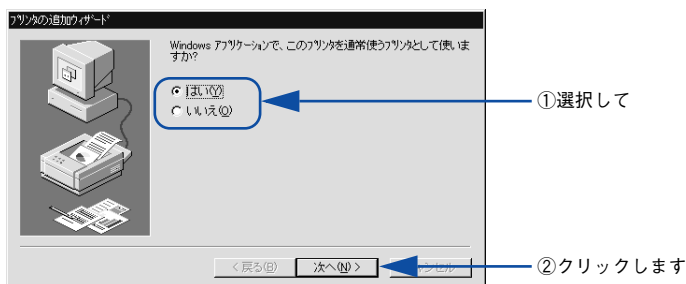 プリンタの追加ウィザード
Windows アプリケーションで、このプリンタを通常使うプリンタとして使いま
すか?
はい(Y)
いいえ(O)
①選択して
< 戻る(B)
次へ(N) >
②クリックします